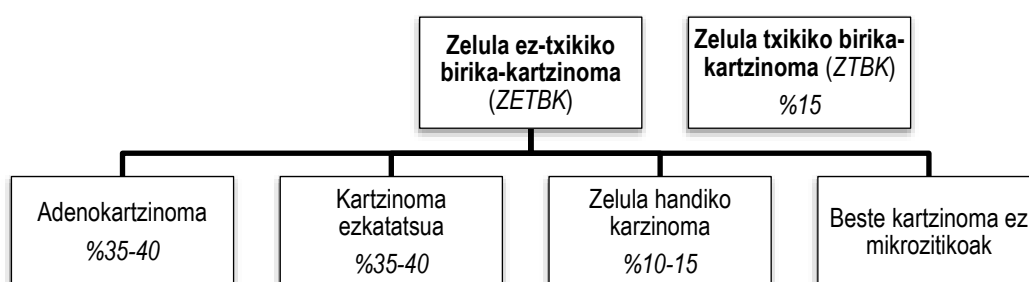 Zelula ez-txikiko
birika-kartzinoma
(ZETBK)
Zelula txikiko birika-
kartzinoma (ZTBK)
%15
Adenokartzinoma
%35-40
Kartzinoma
ezkatatsua
%35-40
Zelula handiko
karzinoma
%10-15
Beste kartzinoma ez
mikrozitikoak